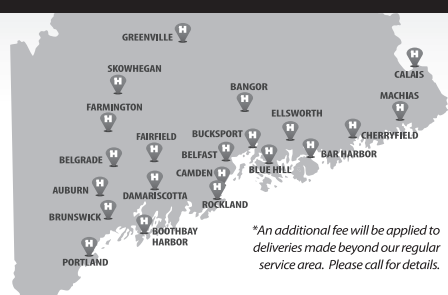 GREENVILLE
H
SKOWHEGAN
H
FARMINGTON
H
BANGOR
H
CALAIS
H
MACHIAS
H
ELLSWORTH
H
CHERRYFIELD
H
FAIRFIELD
H
BUCKSPORT
H
BELFAST
H
BLUE HILL
H
BAR HARBOR
H
BELGRADE
H
CAMDEN
H
AUBURN
H
DAMARISCOTTA
H
ROCKLAND
H
BRUNSWICK
H
BOOTHBAY
HARBOR
H
PORTLAND
*An additional fee will be applied to
deliveries made beyond our regular
service area. Please call for details.